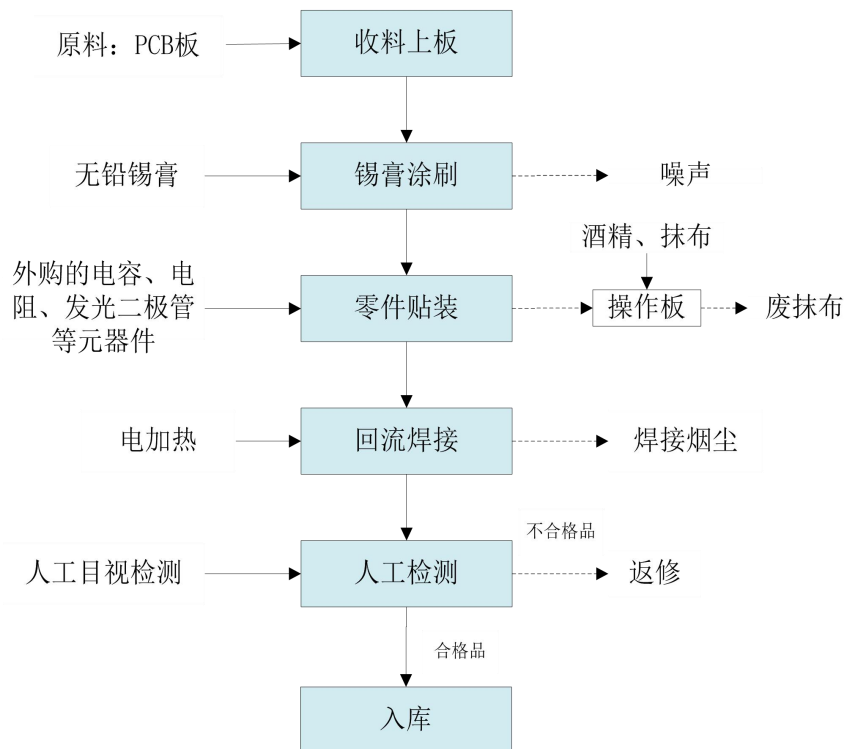 原料：PCB板
收料上板
无铅锡膏
锡膏涂刷
噪声
酒精、抹布
外购的电容、电
阻、发光二极管
等元器件
零件贴装
操作板
废抹布
电加热
回流焊接
焊接烟尘
不合格品
人工目视检测
人工检测
返修
合格品
入库